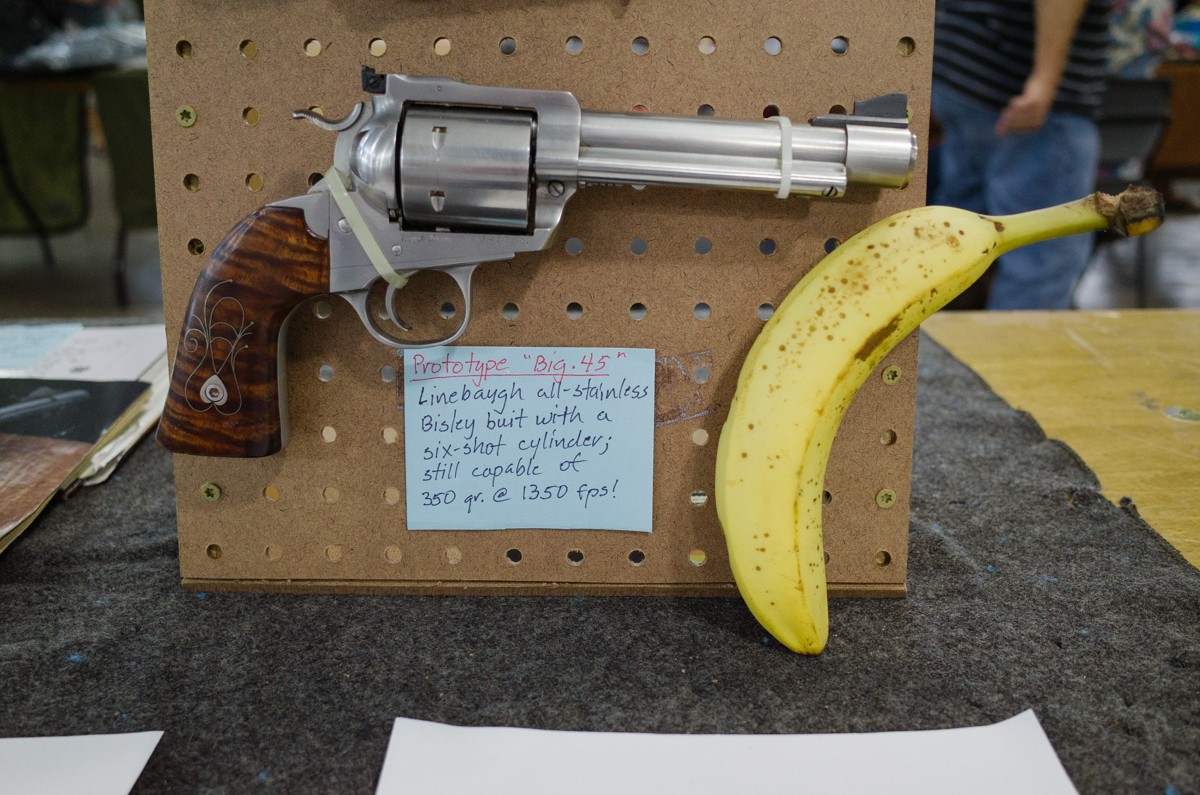 Prototype "Big .45"
Linebaugh all-stainless
Bisley buit with a
six-shot cylinder;
still capable of
350 gr. @ 1350 fps!